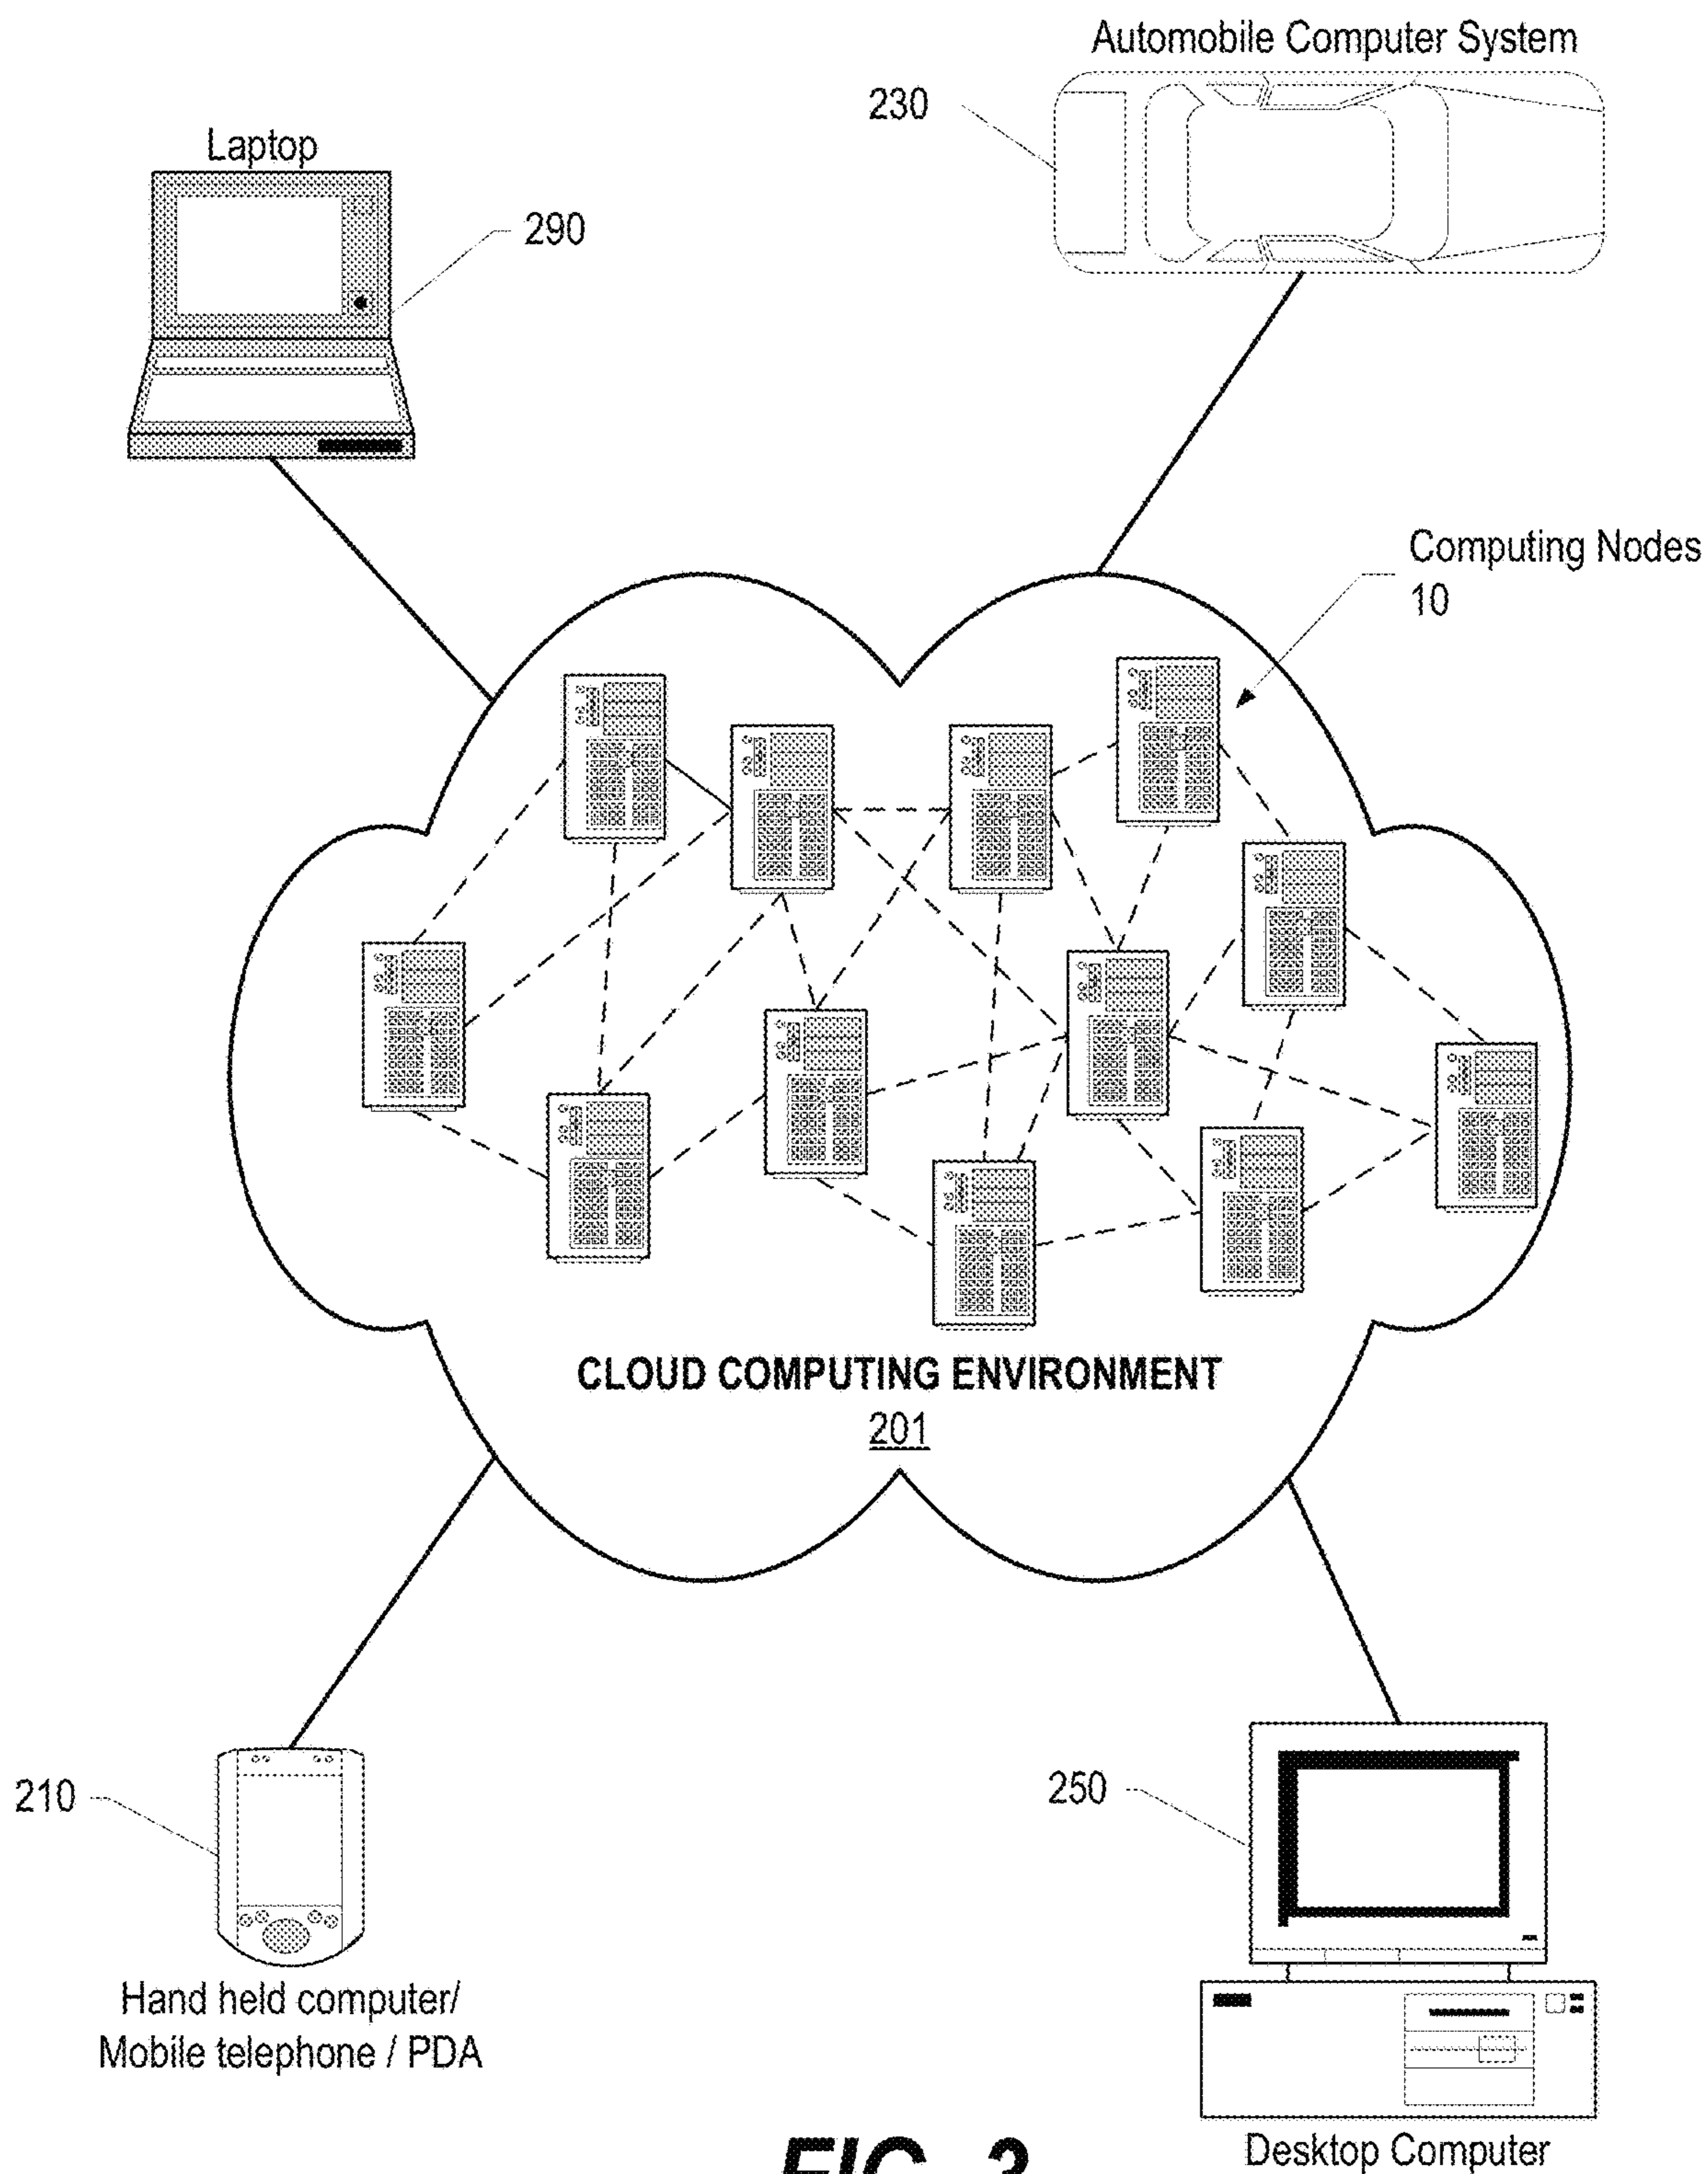 Automobile Computer System
230
Laptop
290
Computing Nodes
10
CLOUD COMPUTING ENVIRONMENT
201
210
250
Hand held computer/
Mobile telephone / PDA
Desktop Computer